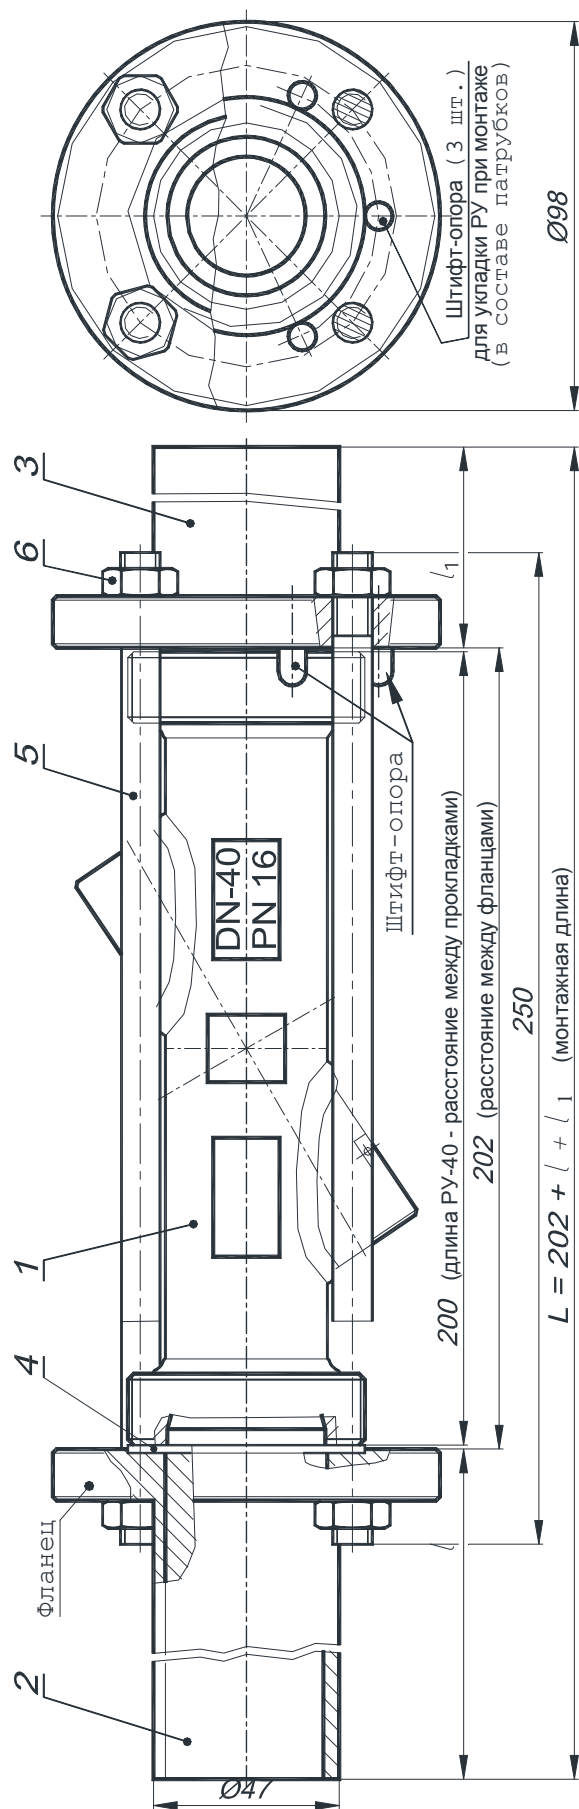 Фланец
2
4
1
5
6
3
DN-40
PN 16
Штифт-опора
Штифт-опора (3 шт.)
для укладки РУ при монтаже
(в составе патрубков)
Ø98
Ø47
l
l₁
200 (длина РУ-40 - расстояние между прокладками)
202 (расстояние между фланцами)
250
L = 202 + l + l₁ (монтажная длина)